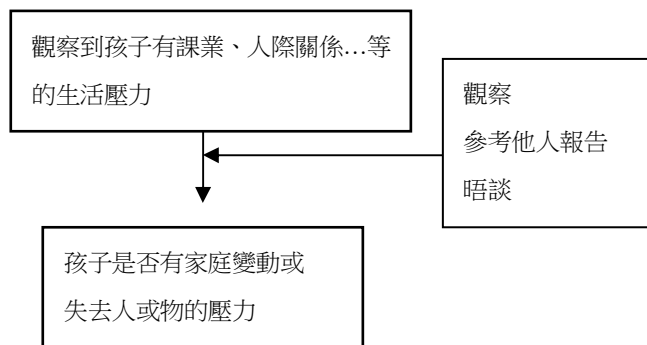 觀察到孩子有課業、人際關係…等
的生活壓力
觀察
參考他人報告
晤談
孩子是否有家庭變動或
失去人或物的壓力